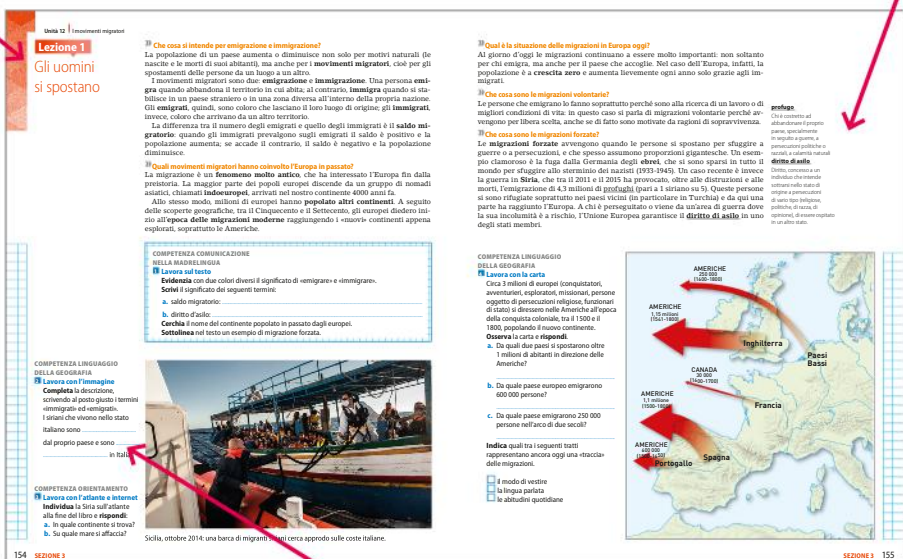 Unità 12 I movimenti migratori
Lezione 1
Gli uomini
si spostano
Che cosa si intende per emigrazione e immigrazione?
La popolazione di un paese aumenta o diminuisce non solo per motivi naturali (le
nascite e le morti di suoi abitanti), ma anche per i movimenti migratori, cioè per gli
spostamenti delle persone da un luogo a un altro.
I movimenti migratori sono due: emigrazione e immigrazione. Una persona emi-
gra quando abbandona il territorio in cui abita; al contrario, immigra quando si sta-
bilisce in un paese straniero o in una zona diversa all'interno della propria nazione.
Gli emigrati, quindi, sono coloro che lasciano il loro luogo di origine; gli immigrati,
invece, coloro che arrivano da un altro territorio.
La differenza tra il numero degli emigrati e quello degli immigrati è il saldo mi-
gratorio: quando gli immigrati prevalgono sugli emigrati il saldo è positivo e la
popolazione aumenta; se accade il contrario, il saldo è negativo e la popolazione
diminuisce.
Quali movimenti migratori hanno coinvolto l'Europa in passato?
La migrazione è un fenomeno molto antico, che ha interessato l'Europa fin dalla
preistoria. La maggior parte dei popoli europei discende da un gruppo di nomadi
asiatici, chiamati indoeuropei, arrivati nel nostro continente 4000 anni fa.
Allo stesso modo, milioni di europei hanno popolato altri continenti. A seguito
delle scoperte geografiche, tra il Cinquecento e il Settecento, gli europei diedero ini-
zio all'epoca delle migrazioni moderne raggiungendo i «nuovi» continenti appena
esplorati, soprattutto le Americhe.
COMPETENZA COMUNICAZIONE
NELLA MADRELINGUA
1 Lavora sul testo
Evidenzia con due colori diversi il significato di «emigrare» e «immigrare».
Scrivi il significato dei seguenti termini:
a. saldo migratorio:
b. diritto d'asilo:
Cerchia il nome del continente popolato in passato dagli europei.
Sottolinea nel testo un esempio di migrazione forzata.
COMPETENZA LINGUAGGIO
DELLA GEOGRAFIA
2 Lavora con l'immagine
Completa la descrizione,
scrivendo al posto giusto i termini
«immigrati» ed «emigrati».
I siriani che vivono nello stato
italiano sono
dal proprio paese e sono
in Italia
COMPETENZA ORIENTAMENTO
3 Lavora con l'atlante e internet
Individua la Siria sull'atlante
alla fine del libro e rispondi:
a. In quale continente si trova?
b. Su quale mare si affaccia?
Sicilia, ottobre 2014: una barca di migranti siriani cerca approdo sulle coste italiane.
154 SEZIONE 3
Qual è la situazione delle migrazioni in Europa oggi?
Al giorno d'oggi le migrazioni continuano a essere molto importanti: non soltanto
per chi emigra, ma anche per il paese che accoglie. Nel caso dell'Europa, infatti, la
popolazione è a crescita zero e aumenta lievemente ogni anno solo grazie agli im-
migrati.
Che cosa sono le migrazioni volontarie?
Le persone che emigrano lo fanno soprattutto perché sono alla ricerca di un lavoro o di
migliori condizioni di vita: in questo caso si parla di migrazioni volontarie perché av-
vengono per libera scelta, anche se di fatto sono motivate da ragioni di sopravvivenza.
Che cosa sono le migrazioni forzate?
Le migrazioni forzate avvengono quando le persone si spostano per sfuggire a
guerre o a persecuzioni, e che spesso assumono proporzioni gigantesche. Un esem-
pio clamoroso è la fuga dalla Germania degli ebrei, che si sono sparsi in tutto il
mondo per sfuggire allo sterminio dei nazisti (1933-1945). Un caso recente è invece
la guerra in Siria, che tra il 2011 e il 2015 ha provocato, oltre alle distruzioni e alle
morti, l'emigrazione di 4,3 milioni di profughi (pari a 1 siriano su 5). Queste persone
si sono rifugiate soprattutto nei paesi vicini (in particolare in Turchia) e da qui una
parte ha raggiunto l'Europa. A chi è perseguitato o viene da un'area di guerra dove
la sua incolumità è a rischio, l'Unione Europea garantisce il diritto di asilo in uno
degli stati membri.
profugo
Chi è costretto ad
abbandonare il proprio
paese, specialmente
in seguito a guerre, a
persecuzioni politiche o
razziali, a calamità naturali
diritto di asilo
Diritto, concesso a un
individuo che intende
sottrarsi nello stato di
origine a persecuzioni
di vario tipo (religiose,
politiche, di razza, di
opinione), di essere ospitato
in un altro stato.
COMPETENZA LINGUAGGIO
DELLA GEOGRAFIA
4 Lavora con la carta
Circa 3 milioni di europei (conquistatori,
avventurieri, esploratori, missionari, persone
oggetto di persecuzioni religiose, funzionari
di stato) si diressero nelle Americhe all'epoca
della conquista coloniale, tra il 1500 e il
1800, popolando il nuovo continente.
Osserva la carta e rispondi.
a. Da quali due paesi si spostarono oltre
1 milioni di abitanti in direzione delle
Americhe?
b. Da quale paese europeo emigrarono
600 000 persone?
c. Da quale paese emigrarono 250 000
persone nell'arco di due secoli?
Indica quali tra i seguenti tratti
rappresentano ancora oggi una «traccia»
delle migrazioni.
il modo di vestire
la lingua parlata
le abitudini quotidiane
AMERICHE
250 000
(1600-1800)
AMERICHE
1,15 milioni
(1541-1800)
Inghilterra
Paesi
Bassi
CANADA
30 000
(1600-1700)
AMERICHE
1,1 milione
(1500-1800)
Francia
AMERICHE
600 000
Spagna
Portogallo
SEZIONE 3 155